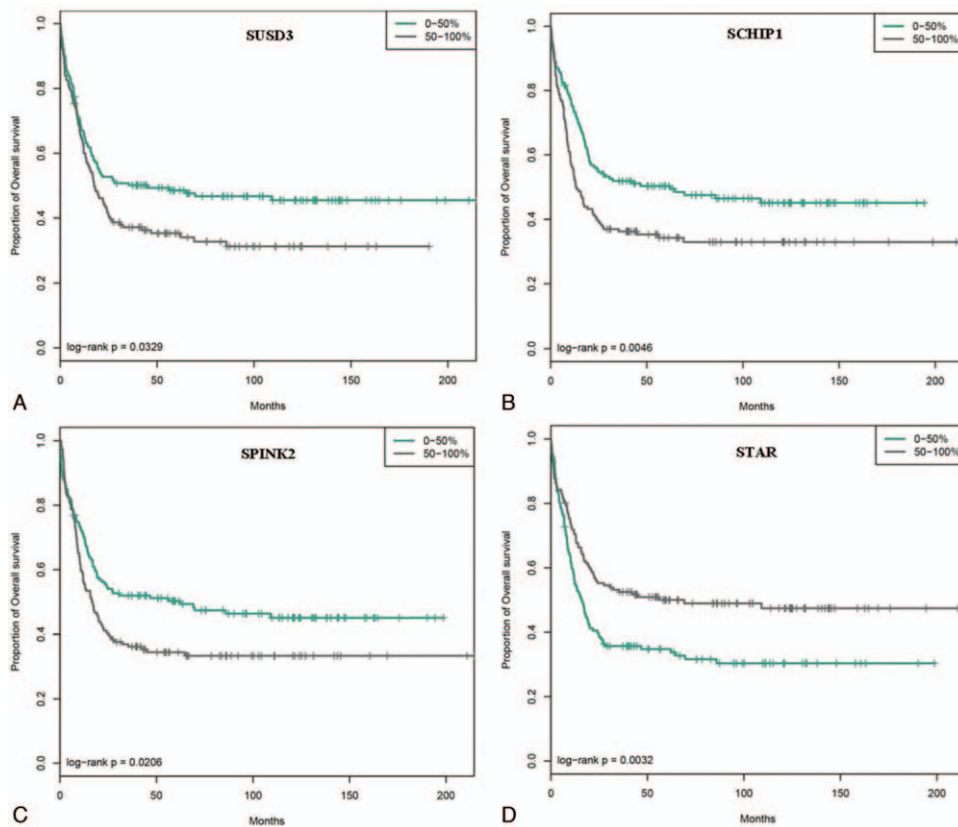 SUSD3
0−50%
50−100%
Proportion of Overall survival
1.0
0.8
0.6
0.4
0.2
0.0
log−rank p = 0.0329
0 50 100 150 200
Months
A
SCHIP1
0−50%
50−100%
Proportion of Overall survival
1.0
0.8
0.6
0.4
0.2
0.0
log−rank p = 0.0046
0 50 100 150 200
Months
B
SPINK2
0−50%
50−100%
Proportion of Overall survival
1.0
0.8
0.6
0.4
0.2
0.0
log−rank p = 0.0206
0 50 100 150 200
Months
C
STAR
0−50%
50−100%
Proportion of Overall survival
1.0
0.8
0.6
0.4
0.2
0.0
log−rank p = 0.0032
0 50 100 150 200
Months
D